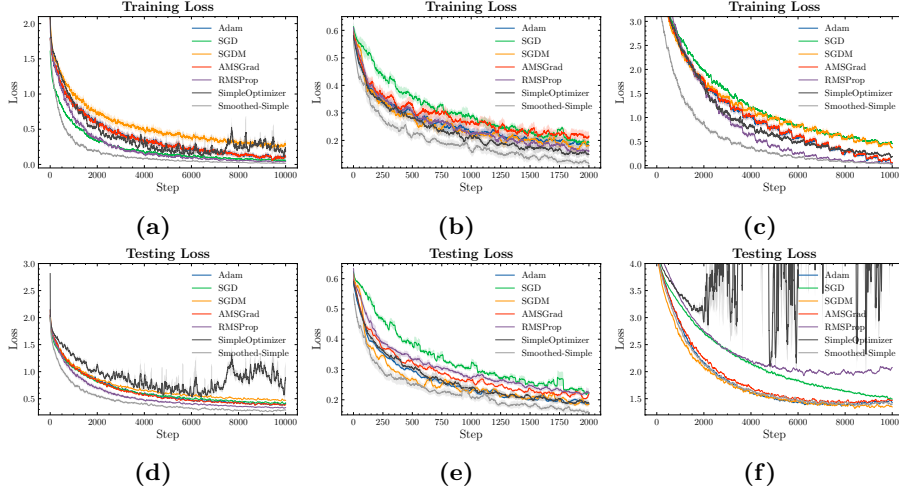 Training Loss
Loss
2.0
1.5
1.0
0.5
0.0
Adam
SGD
SGDM
AMSGrad
RMSProp
SimpleOptimizer
Smoothed-Simple
0 2000 4000 6000 8000 10000
Step
(a)
Training Loss
Loss
0.6
0.5
0.4
0.3
0.2
Adam
SGD
SGDM
AMSGrad
RMSProp
SimpleOptimizer
Smoothed-Simple
0 250 500 750 1000 1250 1500 1750 2000
Step
(b)
Training Loss
Loss
3.0
2.5
2.0
1.5
1.0
0.5
0.0
Adam
SGD
SGDM
AMSGrad
RMSProp
SimpleOptimizer
Smoothed-Simple
0 2000 4000 6000 8000 10000
Step
(c)
Testing Loss
Loss
3.0
2.5
2.0
1.5
1.0
0.5
Adam
SGD
SGDM
AMSGrad
RMSProp
SimpleOptimizer
Smoothed-Simple
0 2000 4000 6000 8000 10000
Step
(d)
Testing Loss
Loss
0.6
0.5
0.4
0.3
0.2
Adam
SGD
SGDM
AMSGrad
RMSProp
SimpleOptimizer
Smoothed-Simple
0 250 500 750 1000 1250 1500 1750 2000
Step
(e)
Testing Loss
Loss
4.0
3.5
3.0
2.5
2.0
1.5
Adam
SGD
SGDM
AMSGrad
RMSProp
SimpleOptimizer
Smoothed-Simple
0 2000 4000 6000 8000 10000
Step
(f)